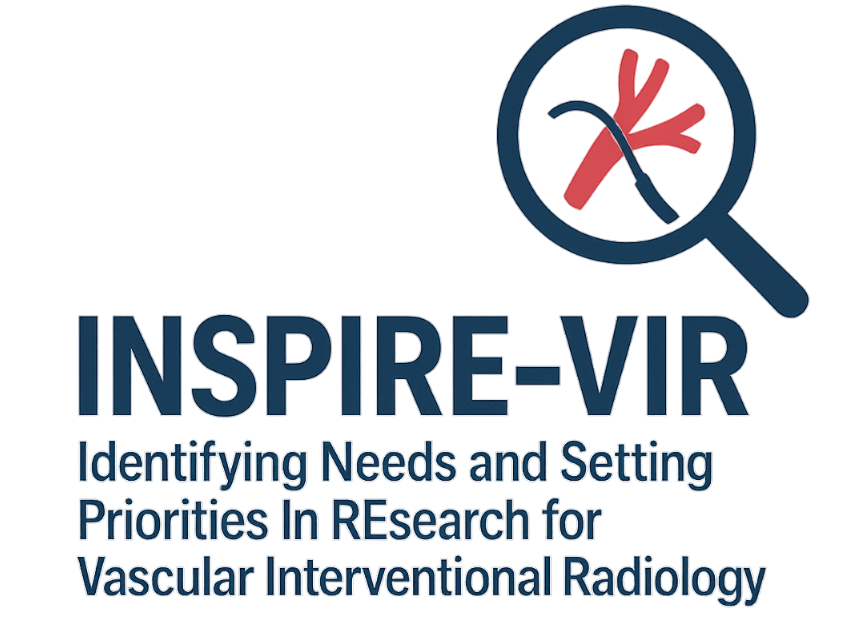 INSPIRE-VIR
Identifying Needs and Setting
Priorities In REsearch for
Vascular Interventional Radiology